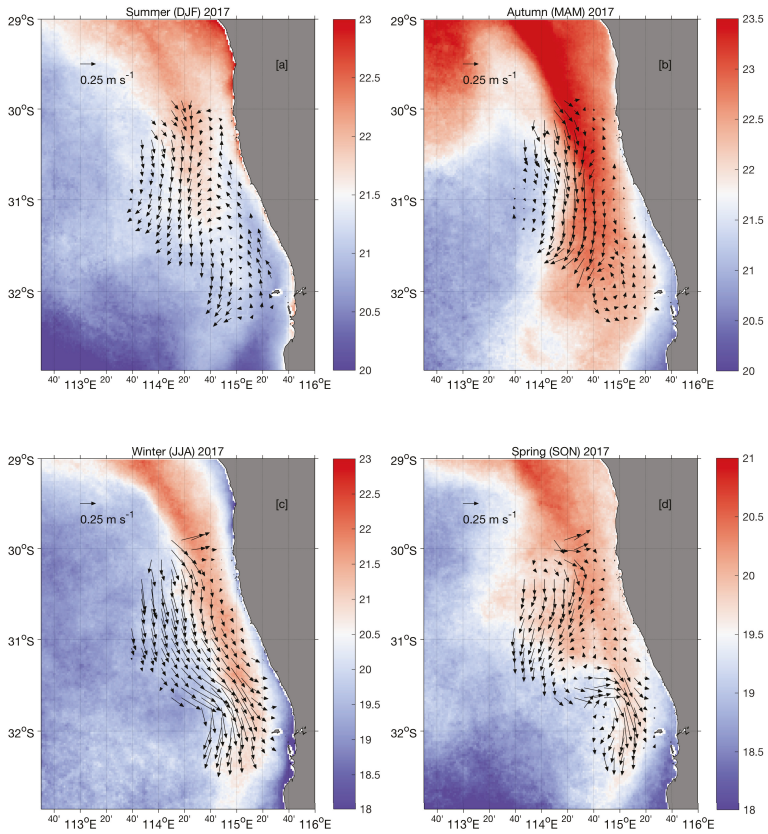 Summer (DJF) 2017
29°S
30°S
31°S
32°S
[a]
0.25 m s⁻¹
40' 113°E 20' 40' 114°E 20' 40' 115°E 20' 40' 116°E
23
22.5
22
21.5
21
20.5
20
Autumn (MAM) 2017
29°S
30°S
31°S
32°S
[b]
0.25 m s⁻¹
40' 113°E 20' 40' 114°E 20' 40' 115°E 20' 40' 116°E
23.5
23
22.5
22
21.5
21
20.5
20
Winter (JJA) 2017
29°S
30°S
31°S
32°S
[c]
0.25 m s⁻¹
40' 113°E 20' 40' 114°E 20' 40' 115°E 20' 40' 116°E
23
22.5
22
21.5
21
20.5
20
19.5
19
18.5
18
Spring (SON) 2017
29°S
30°S
31°S
32°S
[d]
0.25 m s⁻¹
40' 113°E 20' 40' 114°E 20' 40' 115°E 20' 40' 116°E
21
20.5
20
19.5
19
18.5
18